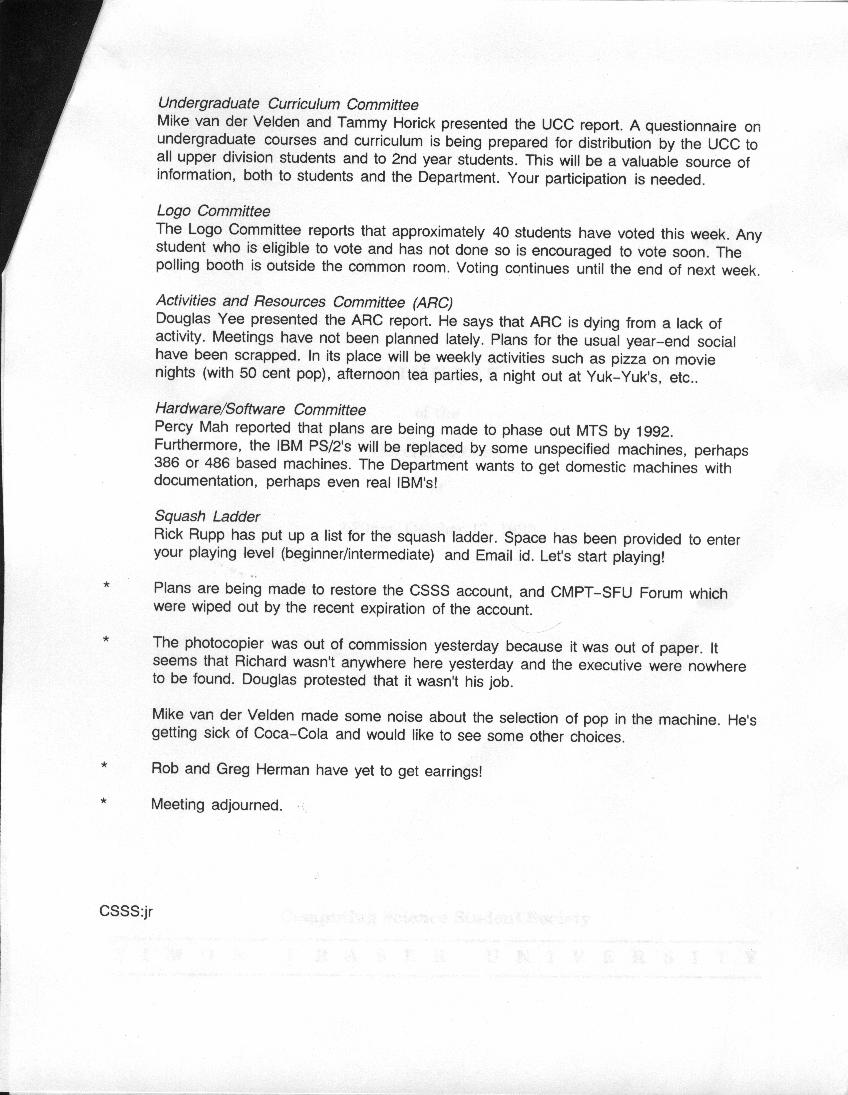 Undergraduate Curriculum Committee
Mike van der Velden and Tammy Horick presented the UCC report. A questionnaire on
undergraduate courses and curriculum is being prepared for distribution by the UCC to
all upper division students and to 2nd year students. This will be a valuable source of
information, both to students and the Department. Your participation is needed.
Logo Committee
The Logo Committee reports that approximately 40 students have voted this week. Any
student who is eligible to vote and has not done so is encouraged to vote soon. The
polling booth is outside the common room. Voting continues until the end of next week.
Activities and Resources Committee (ARC)
Douglas Yee presented the ARC report. He says that ARC is dying from a lack of
activity. Meetings have not been planned lately. Plans for the usual year-end social
have been scrapped. In its place will be weekly activities such as pizza on movie
nights (with 50 cent pop), afternoon tea parties, a night out at Yuk-Yuk's, etc..
Hardware/Software Committee
Percy Mah reported that plans are being made to phase out MTS by 1992.
Furthermore, the IBM PS/2's will be replaced by some unspecified machines, perhaps
386 or 486 based machines. The Department wants to get domestic machines with
documentation, perhaps even real IBM's!
Squash Ladder
Rick Rupp has put up a list for the squash ladder. Space has been provided to enter
your playing level (beginner/intermediate) and Email id. Let's start playing!
* Plans are being made to restore the CSSS account, and CMPT-SFU Forum which
were wiped out by the recent expiration of the account.
* The photocopier was out of commission yesterday because it was out of paper. It
seems that Richard wasn't anywhere here yesterday and the executive were nowhere
to be found. Douglas protested that it wasn't his job.
Mike van der Velden made some noise about the selection of pop in the machine. He's
getting sick of Coca-Cola and would like to see some other choices.
* Rob and Greg Herman have yet to get earrings!
* Meeting adjourned.
CSSS:jr
Computing Science Student Society
SIMON FRASER UNIVERSITY